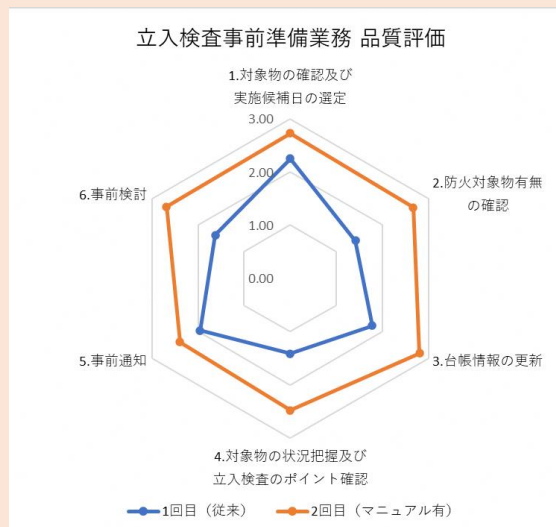 立入検査事前準備業務 品質評価
1.対象物の確認及び
実施候補日の選定
3.00
2.00
1.00
0.00
2.防火対象物有無
の確認
3.台帳情報の更新
4.対象物の状況把握及び
立入検査のポイント確認
5.事前通知
6.事前検討
1回目（従来）
2回目（マニュアル有）